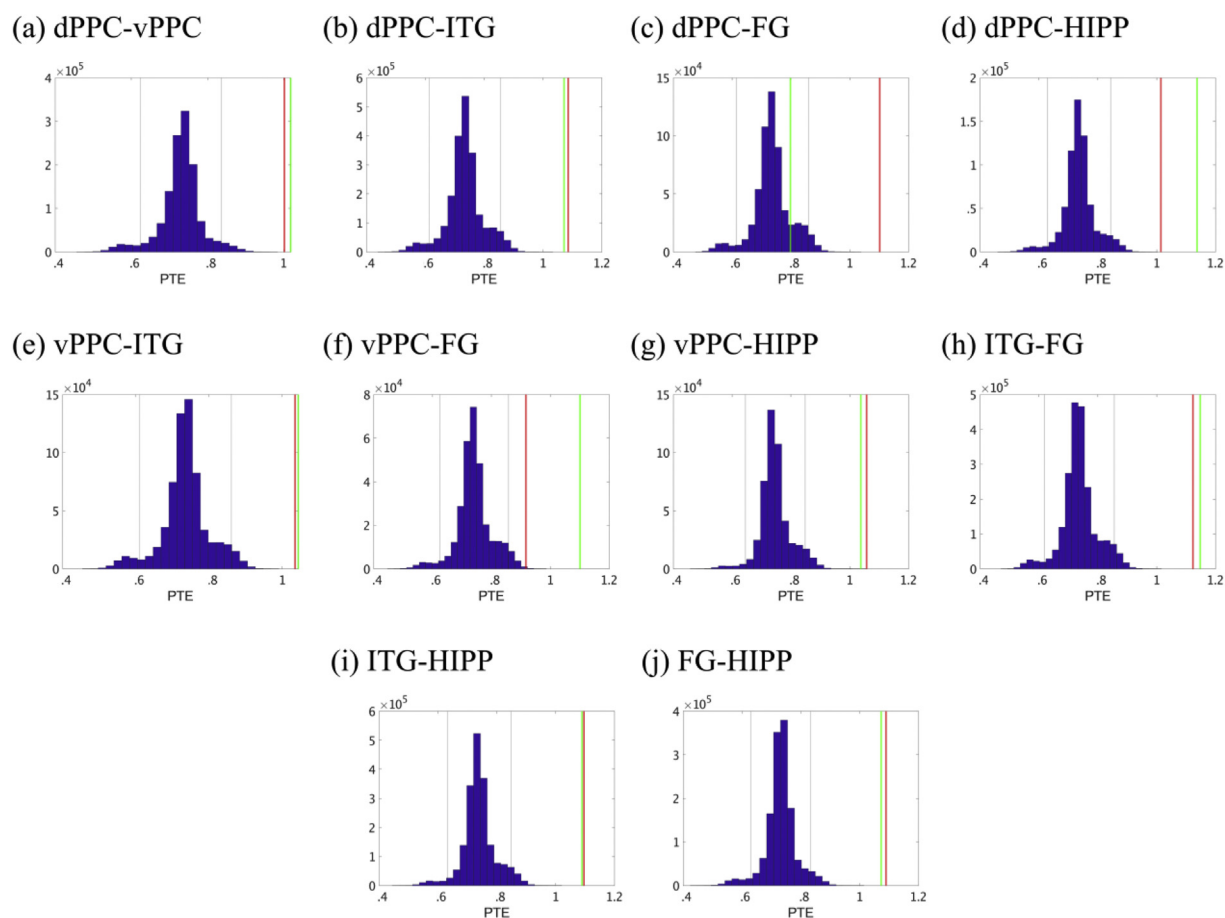 (a) dPPC-vPPC (b) dPPC-ITG (c) dPPC-FG (d) dPPC-HIPP
×10⁵ ×10⁵ ×10⁴ ×10⁵
4 6 15 2
5
3 1.5
4 10
2 3 1
2 5
1 0.5
1
0 0 0 0
.4 .6 .8 1 .4 .6 .8 1 1.2 .4 .6 .8 1 1.2 .4 .6 .8 1 1.2
PTE PTE PTE PTE
(e) vPPC-ITG (f) vPPC-FG (g) vPPC-HIPP (h) ITG-FG
×10⁴ ×10⁴ ×10⁴ ×10⁵
15 8 15 5
4
6
10 10 3
4
2
5 2 5
1
0 0 0 0
.4 .6 .8 1 .4 .6 .8 1 1.2 .4 .6 .8 1 1.2 .4 .6 .8 1 1.2
PTE PTE PTE PTE
(i) ITG-HIPP (j) FG-HIPP
×10⁵ ×10⁵
6 4
5
3
4
3 2
2
1
1
0 0
.4 .6 .8 1 1.2 .4 .6 .8 1 1.2
PTE PTE